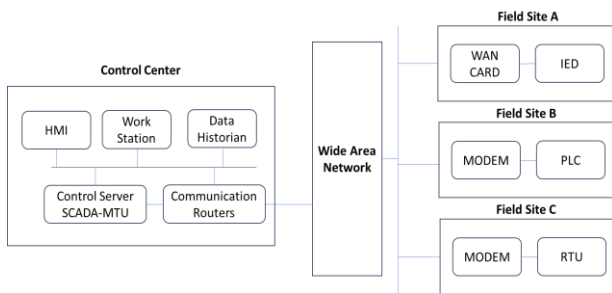 Control Center
HMI
Work
Station
Data
Historian
Control Server
SCADA-MTU
Communication
Routers
Wide Area
Network
Field Site A
WAN
CARD
IED
Field Site B
MODEM
PLC
Field Site C
MODEM
RTU